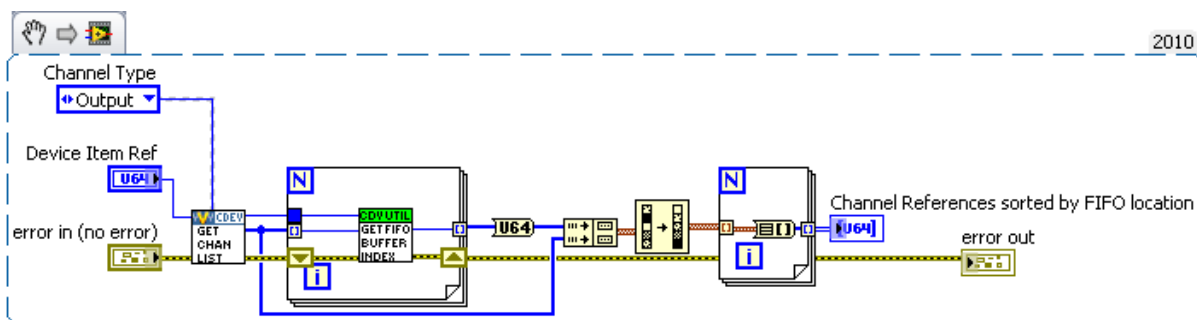 2010
Channel Type
Output
Device Item Ref
U64
error in (no error)
CDEV
GET
CHAN
LIST
N
CDV UTIL
GET FIFO
BUFFER
INDEX
i
U64
N
i
Channel References sorted by FIFO location
U64
error out